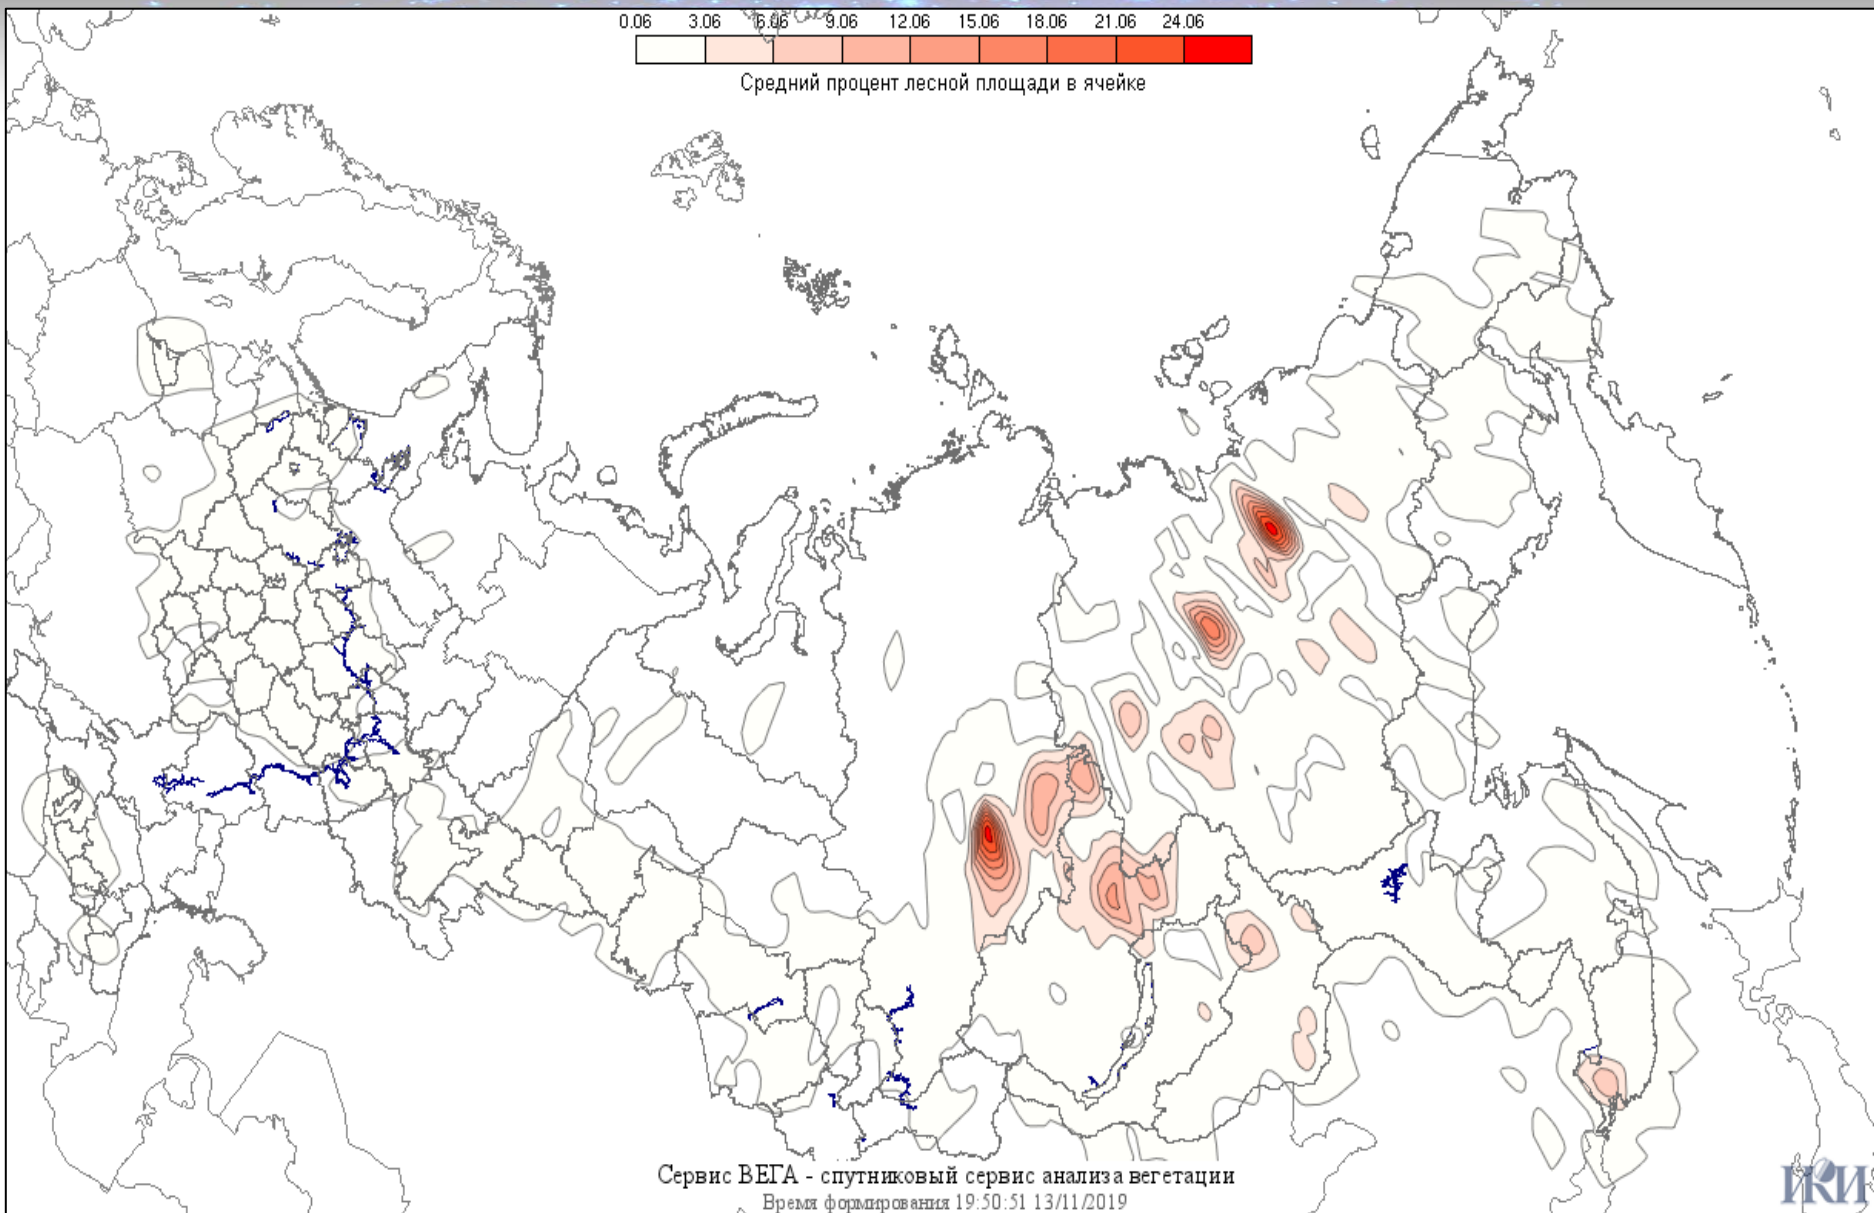 0.06 3.06 6.06 9.06 12.06 15.06 18.06 21.06 24.06
Средний процент лесной площади в ячейке
Сервис ВЕГА - спутниковый сервис анализа вегетации
Время формирования 19:50:51 13/11/2019
ИКИ